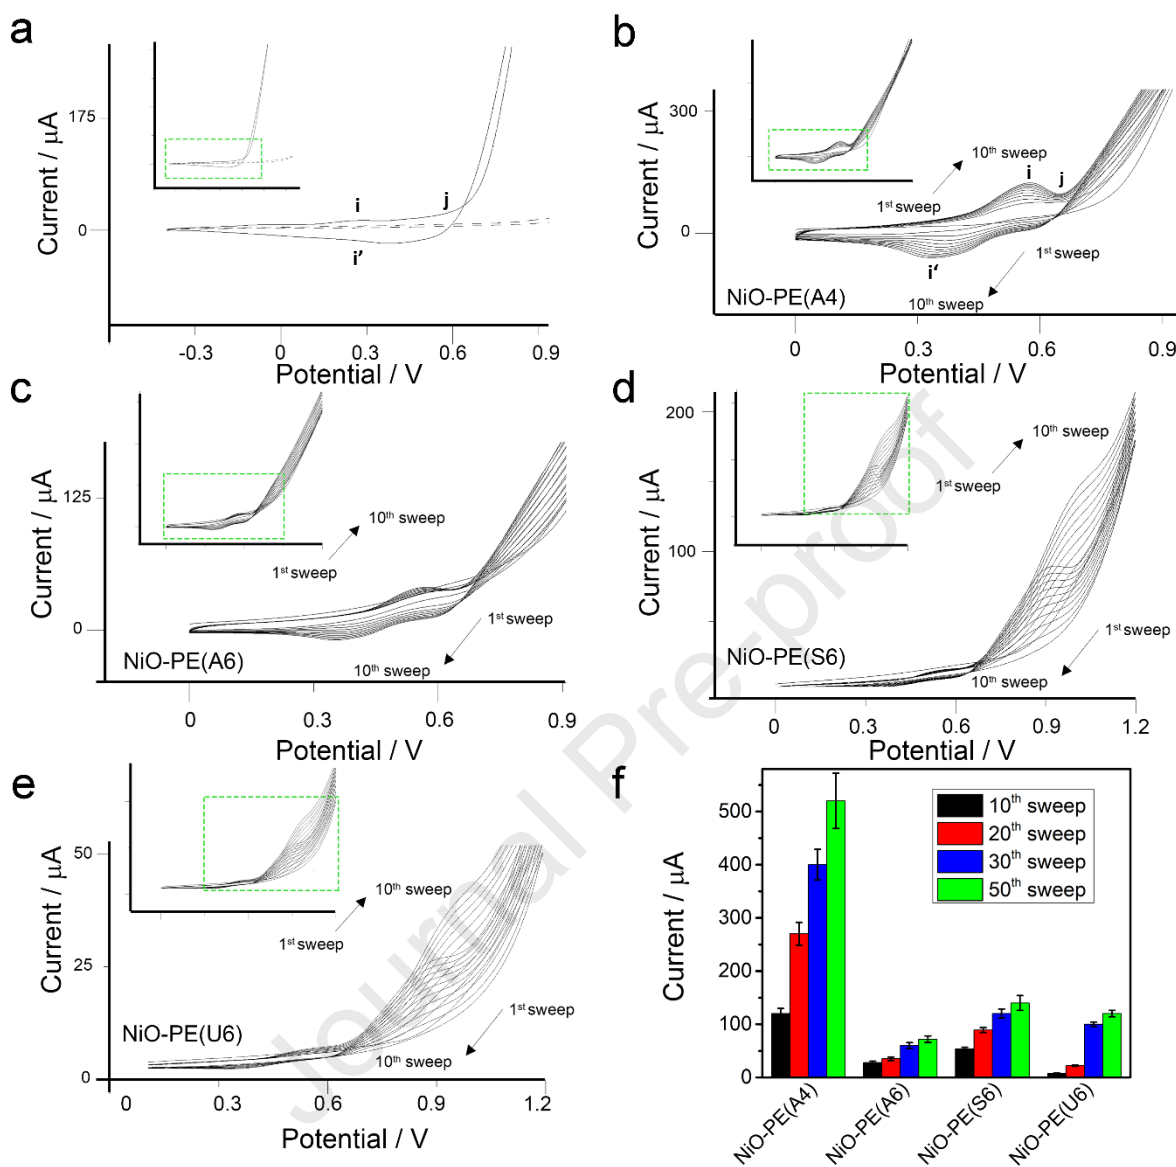 a
Current / μA
175
0
i
j
i'
-0.3
0
0.3
0.6
0.9
Potential / V
b
Current / μA
300
0
10th sweep
1st sweep
i
j
1st sweep
i'
10th sweep
NiO-PE(A4)
0
0.3
0.6
0.9
Potential / V
c
Current / μA
125
0
10th sweep
1st sweep
1st sweep
10th sweep
NiO-PE(A6)
0
0.3
0.6
0.9
Potential / V
d
Current / μA
200
100
10th sweep
1st sweep
1st sweep
10th sweep
NiO-PE(S6)
0
0.3
0.6
0.9
1.2
Potential / V
e
Current / μA
50
25
0
10th sweep
1st sweep
1st sweep
10th sweep
NiO-PE(U6)
0
0.3
0.6
0.9
1.2
Potential / V
f
Current / μA
500
400
300
200
100
0
10th sweep
20th sweep
30th sweep
50th sweep
NiO-PE(A4)
NiO-PE(A6)
NiO-PE(S6)
NiO-PE(U6)
Journal Pre-proof